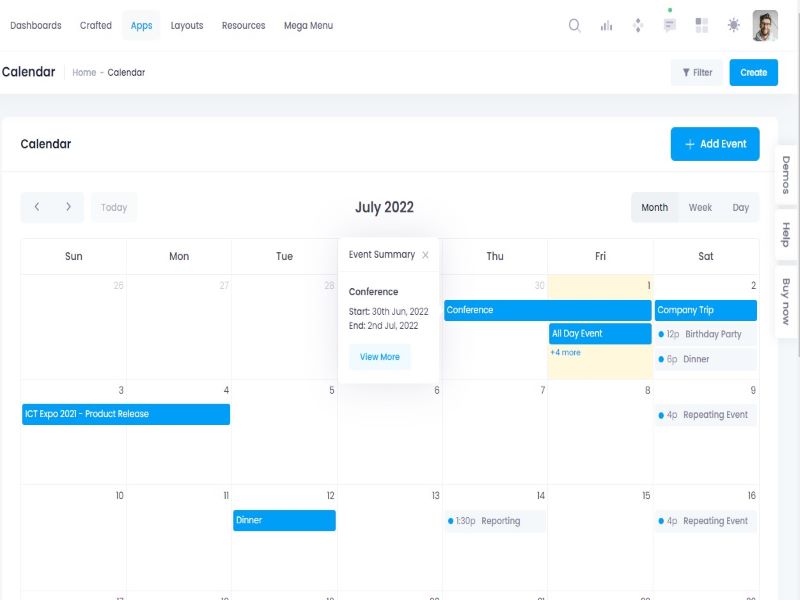 Dashboards Crafted Apps Layouts Resources Mega Menu
Calendar Home - Calendar Filter Create
Calendar + Add Event
Today July 2022 Month Week Day
Sun Mon Tue Thu Fri Sat
Event Summary X
26 27 28 30 1 2
Conference
Start: 30th Jun, 2022
End: 2nd Jul, 2022
View More
Conference Company Trip
All Day Event 12p Birthday Party
+4 more 6p Dinner
3 4 5 6 7 8 9
ICT Expo 2021 - Product Release 4p Repeating Event
10 11 12 13 14 15 16
Dinner 1:30p Reporting 4p Repeating Event
Demos
Help
Buy now